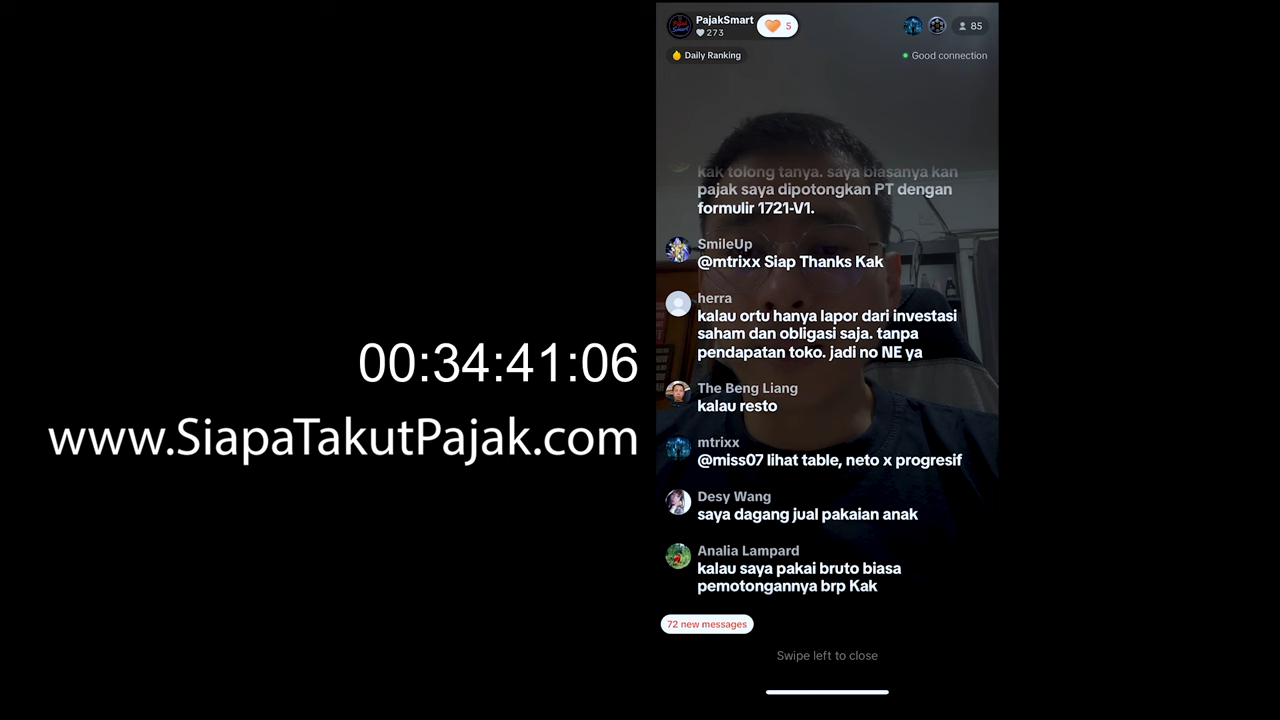 00:34:41:06
www.SiapaTakutPajak.com
PajakSmart
273
5
85
Daily Ranking
Good connection
kak tolong tanya. saya biasanya kan
pajak saya dipotongkan PT dengan
formulir 1721-V1.
SmileUp
@mtrixx Siap Thanks Kak
herra
kalau ortu hanya lapor dari investasi
saham dan obligasi saja. tanpa
pendapatan toko. jadi no NE ya
The Beng Liang
kalau resto
mtrixx
@miss07 lihat table, neto x progresif
Desy Wang
saya dagang jual pakaian anak
Analia Lampard
kalau saya pakai bruto biasa
pemotongannya brp Kak
72 new messages
Swipe left to close